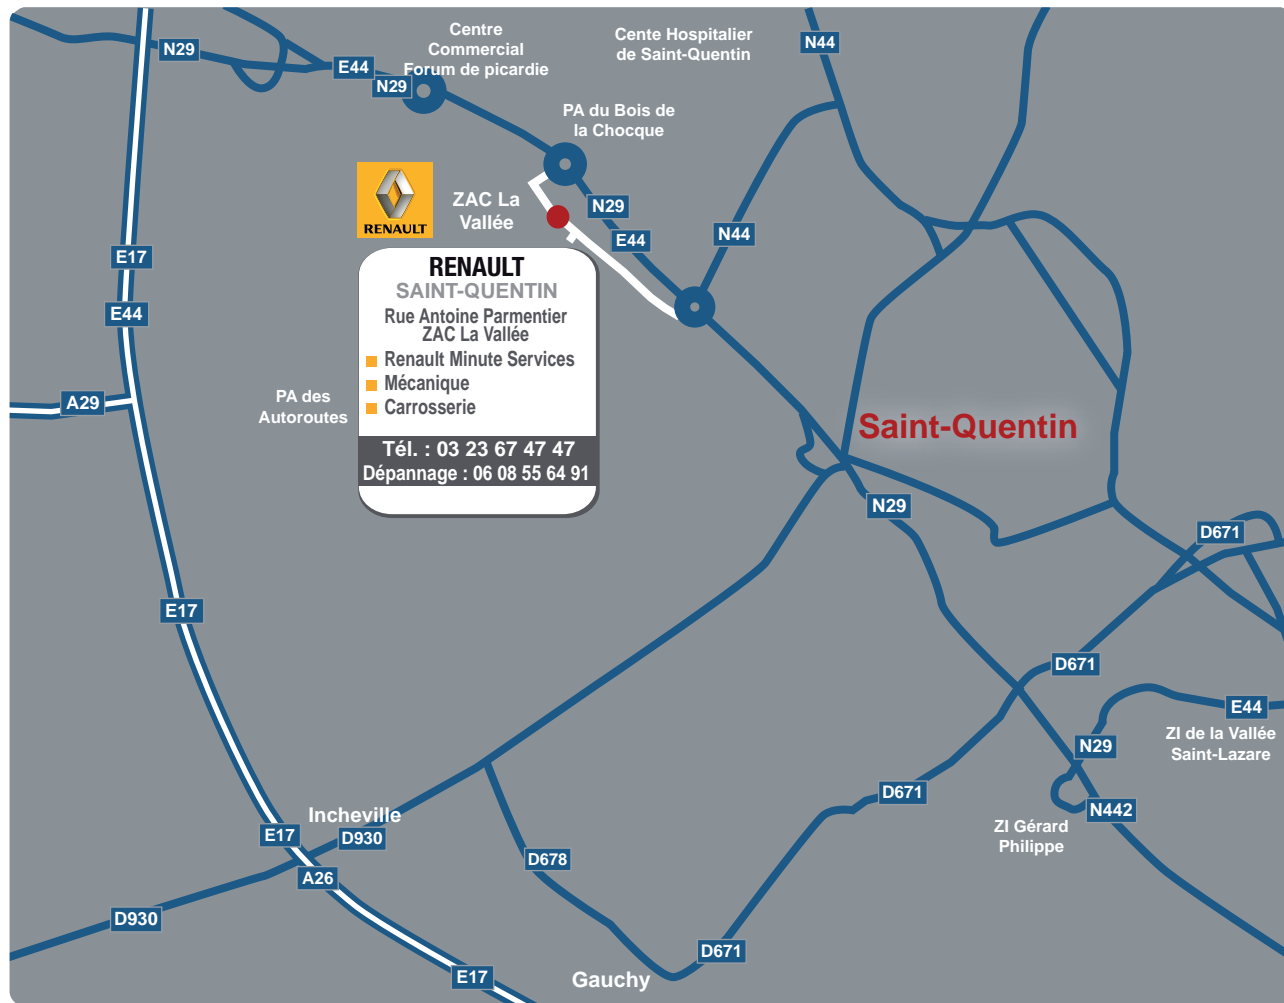 Centre
Commercial
Forum de picardie
Cente Hospitalier
de Saint-Quentin
N44
N29
E44
N29
PA du Bois de
la Chocque
RENAULT
ZAC La
Vallée
N29
E44
N44
E17
E44
RENAULT
SAINT-QUENTIN
Rue Antoine Parmentier
ZAC La Vallée
Renault Minute Services
Mécanique
Carrosserie
Tél. : 03 23 67 47 47
Dépannage : 06 08 55 64 91
PA des
Autoroutes
A29
Saint-Quentin
N29
D671
E17
D671
E44
ZI de la Vallée
Saint-Lazare
N29
D671
N442
ZI Gérard
Philippe
Incheville
E17
D930
D678
A26
D930
D671
E17
Gauchy